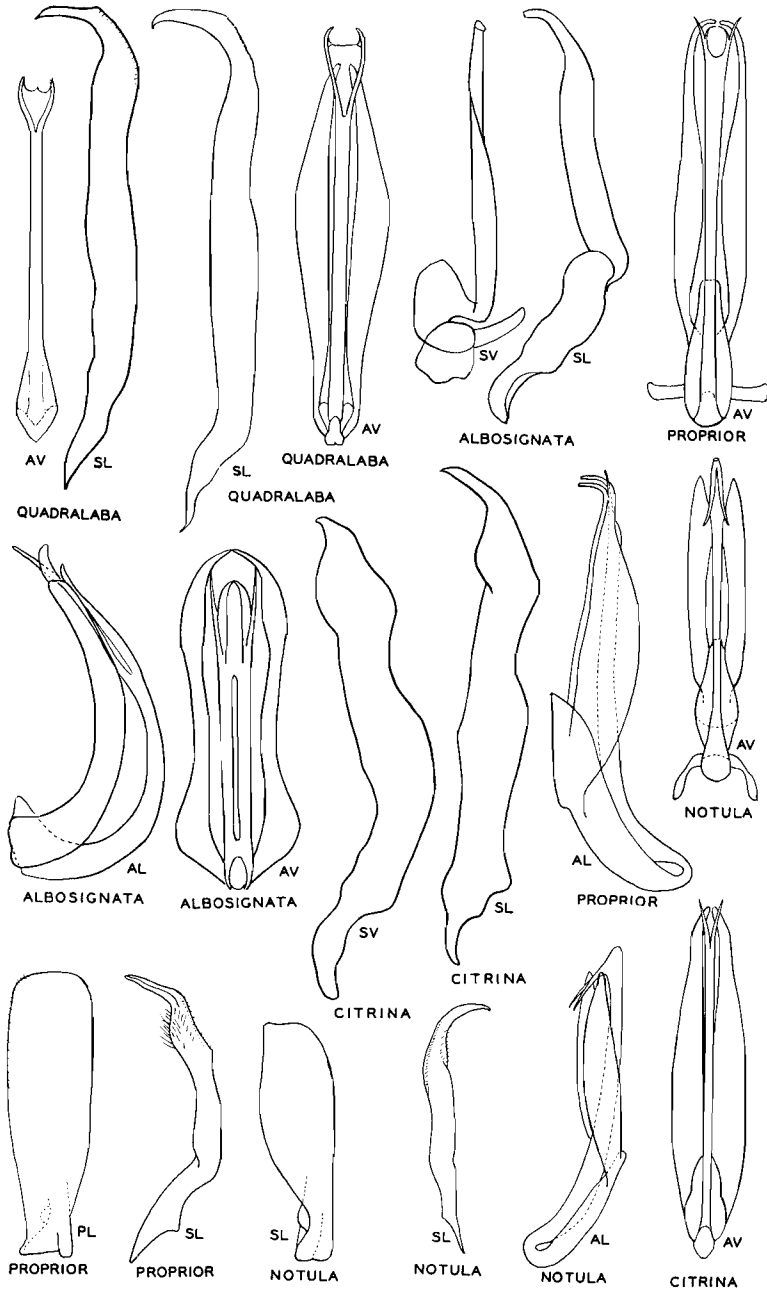 AV
SL
QUADRALABA
SL
QUADRALABA
AV
QUADRALABA
SV
SL
ALBOSIGNATA
AV
PROPRIOR
AL
ALBOSIGNATA
AV
ALBOSIGNATA
SV
CITRINA
SL
CITRINA
AL
PROPRIOR
AV
NOTULA
PL
PROPRIOR
SL
PROPRIOR
SL
NOTULA
SL
NOTULA
AL
NOTULA
AV
CITRINA